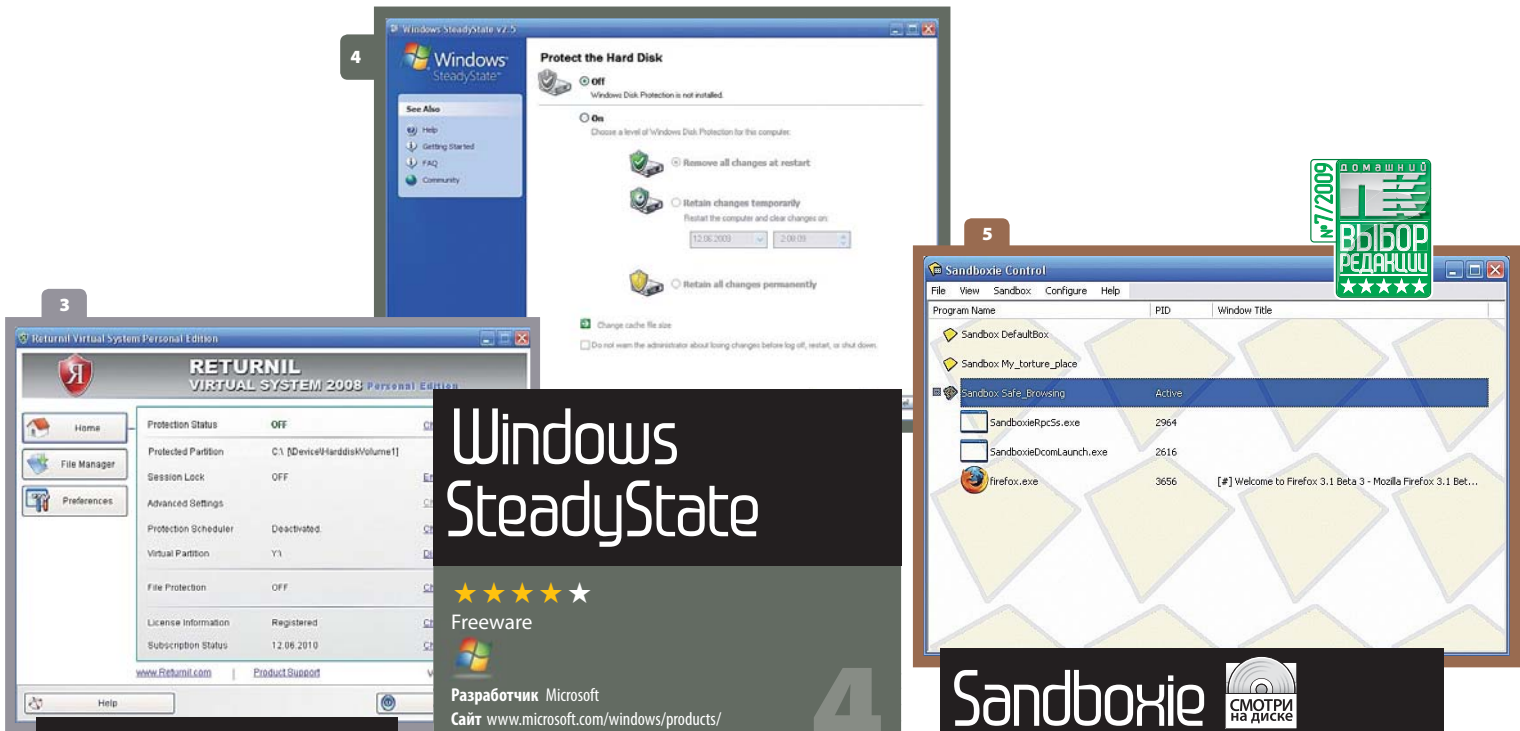 4
Windows SteadyState v2.5
Windows
SteadyState
See Also
Help
Getting Started
FAQ
Community
Protect the Hard Disk
Off
Windows Disk Protection is not installed.
On
Choose a level of Windows Disk Protection for this computer.
Remove all changes at restart
Retain changes temporarily
Restart the computer and clear changes on:
12.06.2009
2:09:09
Retain all changes permanently
Change cache file size
Do not warn the administrator about losing changes before log off, restart, or shut down.
3
Returnil Virtual System Personal Edition
RETURNIL
VIRTUAL SYSTEM 2008 Personal Edition
Home
File Manager
Preferences
Protection Status OFF
Protected Partition C:\ [\Device\HarddiskVolume1]
Session Lock OFF
Advanced Settings
Protection Scheduler Deactivated.
Virtual Partition Y:\
File Protection OFF
License Information Registered
Subscription Status 12.06.2010
www.Returnil.com | Product Support
Help
Windows
SteadyState
Freeware
Разработчик Microsoft
Сайт www.microsoft.com/windows/products/
4
5
№7/2009
домашний
ПК
ВЫБОР
РЕДАКЦИИ
Sandboxie Control
File View Sandbox Configure Help
Program Name PID Window Title
Sandbox DefaultBox
Sandbox My_torture_place
Sandbox Safe_Browsing Active
SandboxieRpcSs.exe 2964
SandboxieDcomLaunch.exe 2616
firefox.exe 3656 [#] Welcome to Firefox 3.1 Beta 3 - Mozilla Firefox 3.1 Bet...
Sandboxie
СМОТРИ
на диске